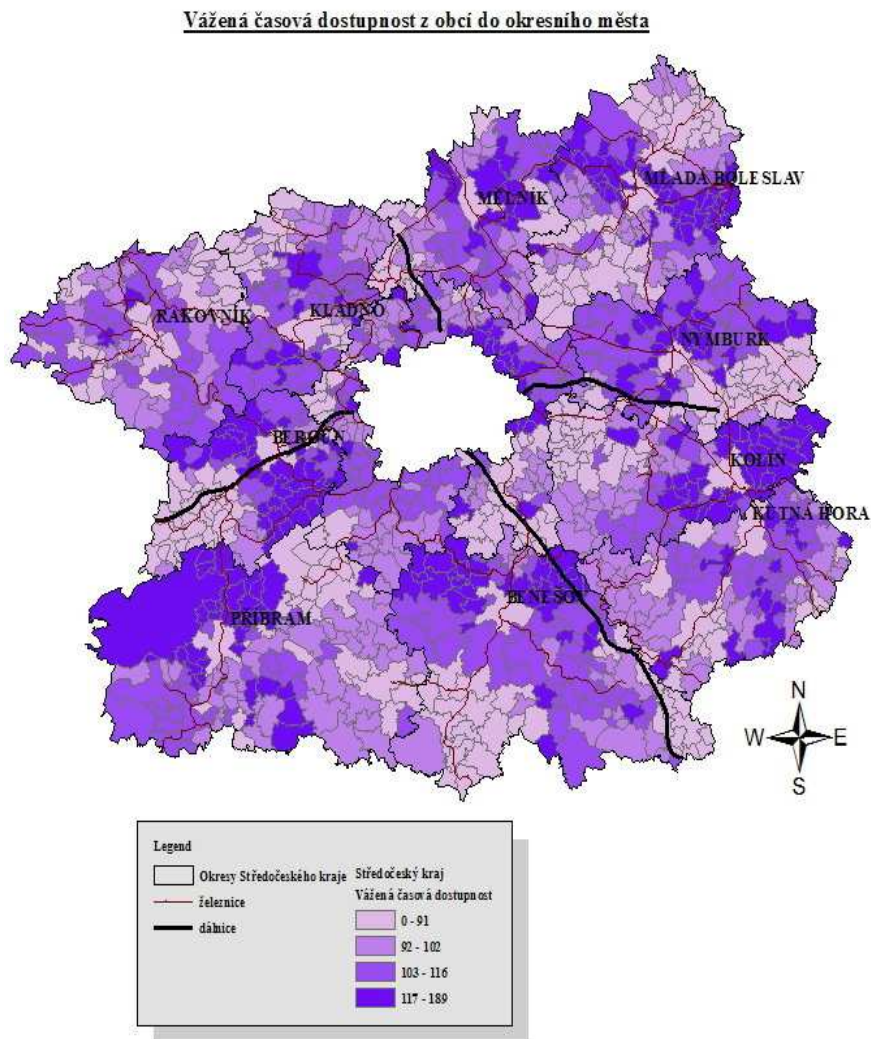 Vážená časová dostupnost z obcí do okresního města
MLADÁ BOLESLAV
MĚLNÍK
RAKOVNÍK
KLADNO
NYMBURK
BEROUN
KOLÍN
KUTNÁ HORA
BENEŠOV
PŘÍBRAM
N
W E
S
Legend
Okresy Středočeského kraje
želernice
dálnice
Středočeský kraj
Vážená časová dostupnost
0 - 91
92 - 102
103 - 116
117 - 189